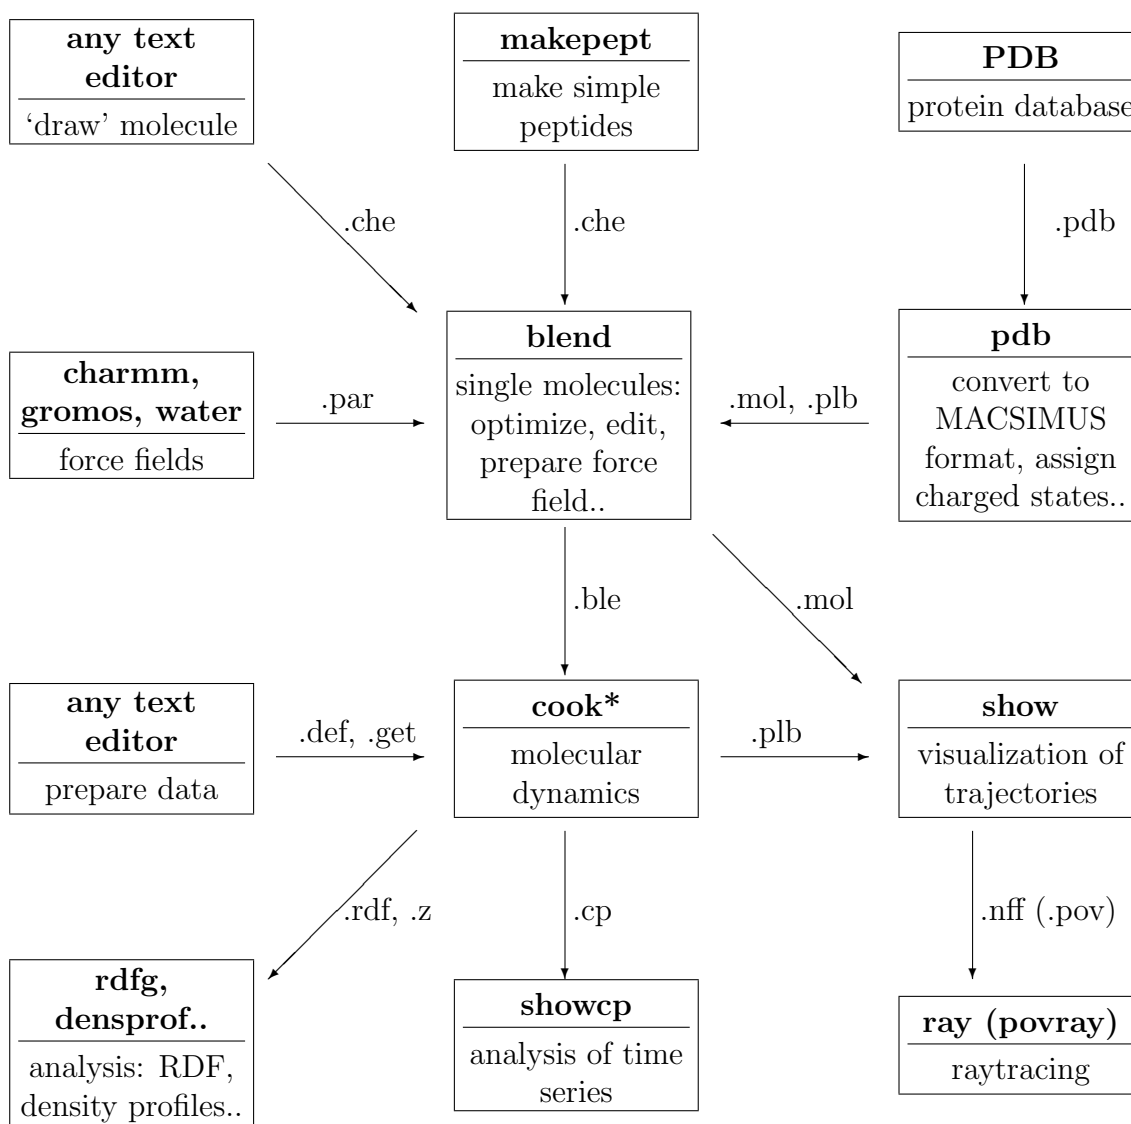 any text
editor
‘draw’ molecule
makepept
make simple
peptides
PDB
protein database
.che
.che
.pdb
charmm,
gromos, water
force fields
.par
blend
single molecules:
optimize, edit,
prepare force
field..
.mol, .plb
pdb
convert to
MACSIMUS
format, assign
charged states..
.ble
.mol
any text
editor
prepare data
.def, .get
cook*
molecular
dynamics
.plb
show
visualization of
trajectories
.rdf, .z
.cp
.nff (.pov)
rdfg,
densprof..
analysis: RDF,
density profiles..
showcp
analysis of time
series
ray (povray)
raytracing